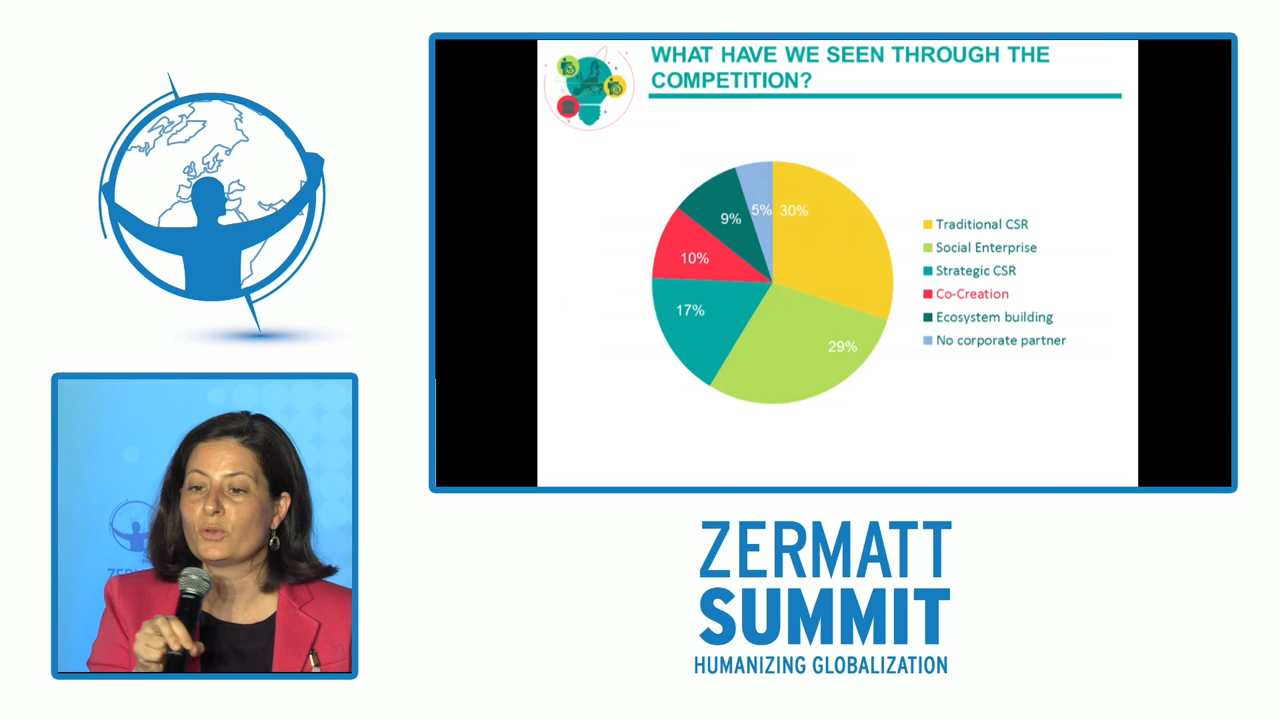 WHAT HAVE WE SEEN THROUGH THE
COMPETITION?
5%
30%
9%
10%
17%
29%
Traditional CSR
Social Enterprise
Strategic CSR
Co-Creation
Ecosystem building
No corporate partner
ZERMATT
SUMMIT
HUMANIZING GLOBALIZATION